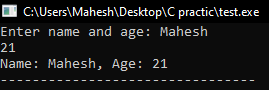 C:\Users\Mahesh\Desktop\C practic\test.exe
Enter name and age: Mahesh
21
Name: Mahesh, Age: 21
--------------------------------